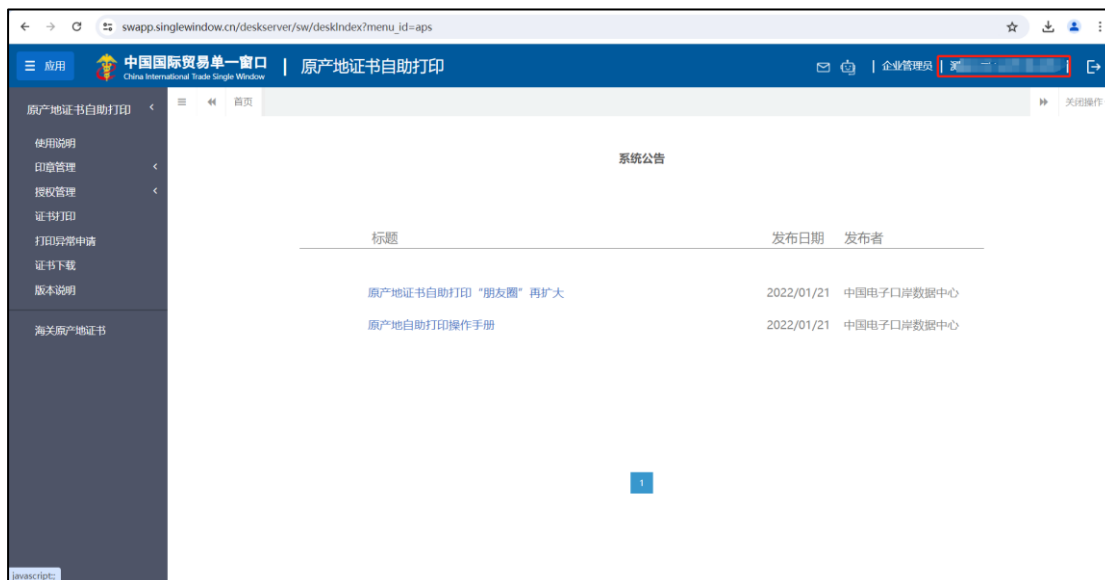 swapp.singlewindow.cn/deskserver/sw/deskIndex?menu_id=aps
应用
中国国际贸易单一窗口
China International Trade Single Window
原产地证书自助打印
企业管理员
原产地证书自助打印
首页
关闭操作
使用说明
印章管理
授权管理
证书打印
打印异常申请
证书下载
版本说明
海关原产地证书
系统公告
标题 发布日期 发布者
原产地证书自助打印“朋友圈”再扩大 2022/01/21 中国电子口岸数据中心
原产地自助打印操作手册 2022/01/21 中国电子口岸数据中心
1
javascript:;